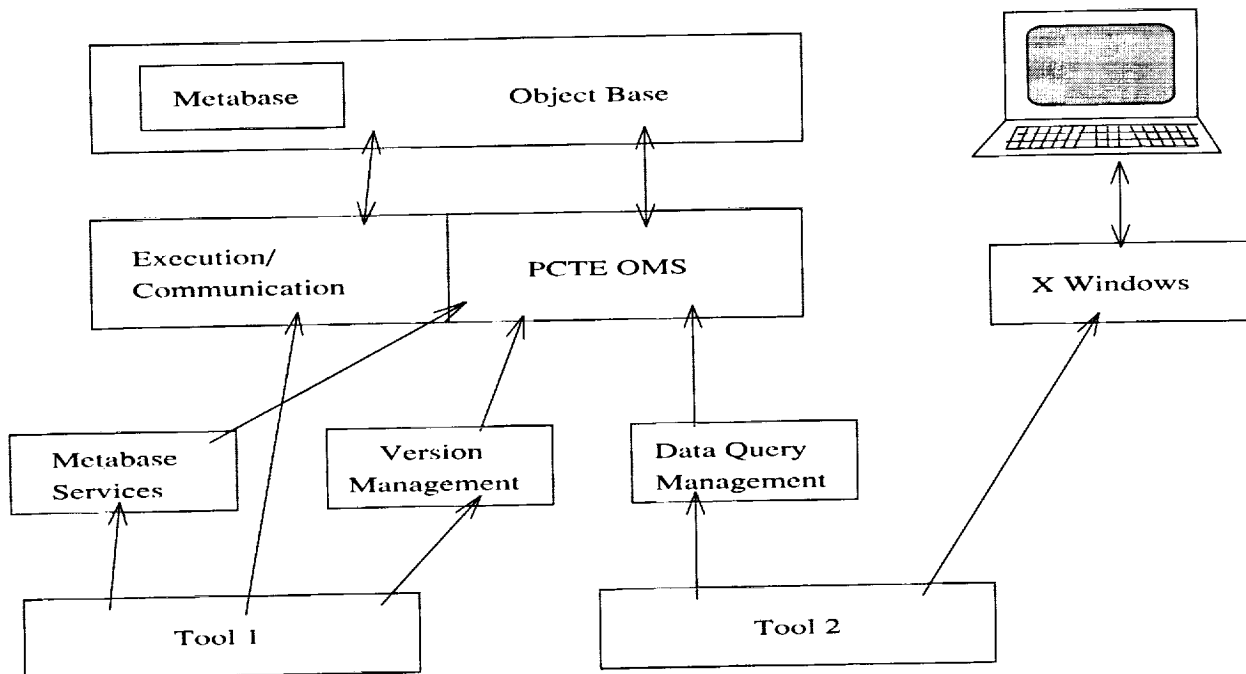 Metabase
Object Base
Execution/
Communication
PCTE OMS
X Windows
Metabase
Services
Version
Management
Data Query
Management
Tool 1
Tool 2